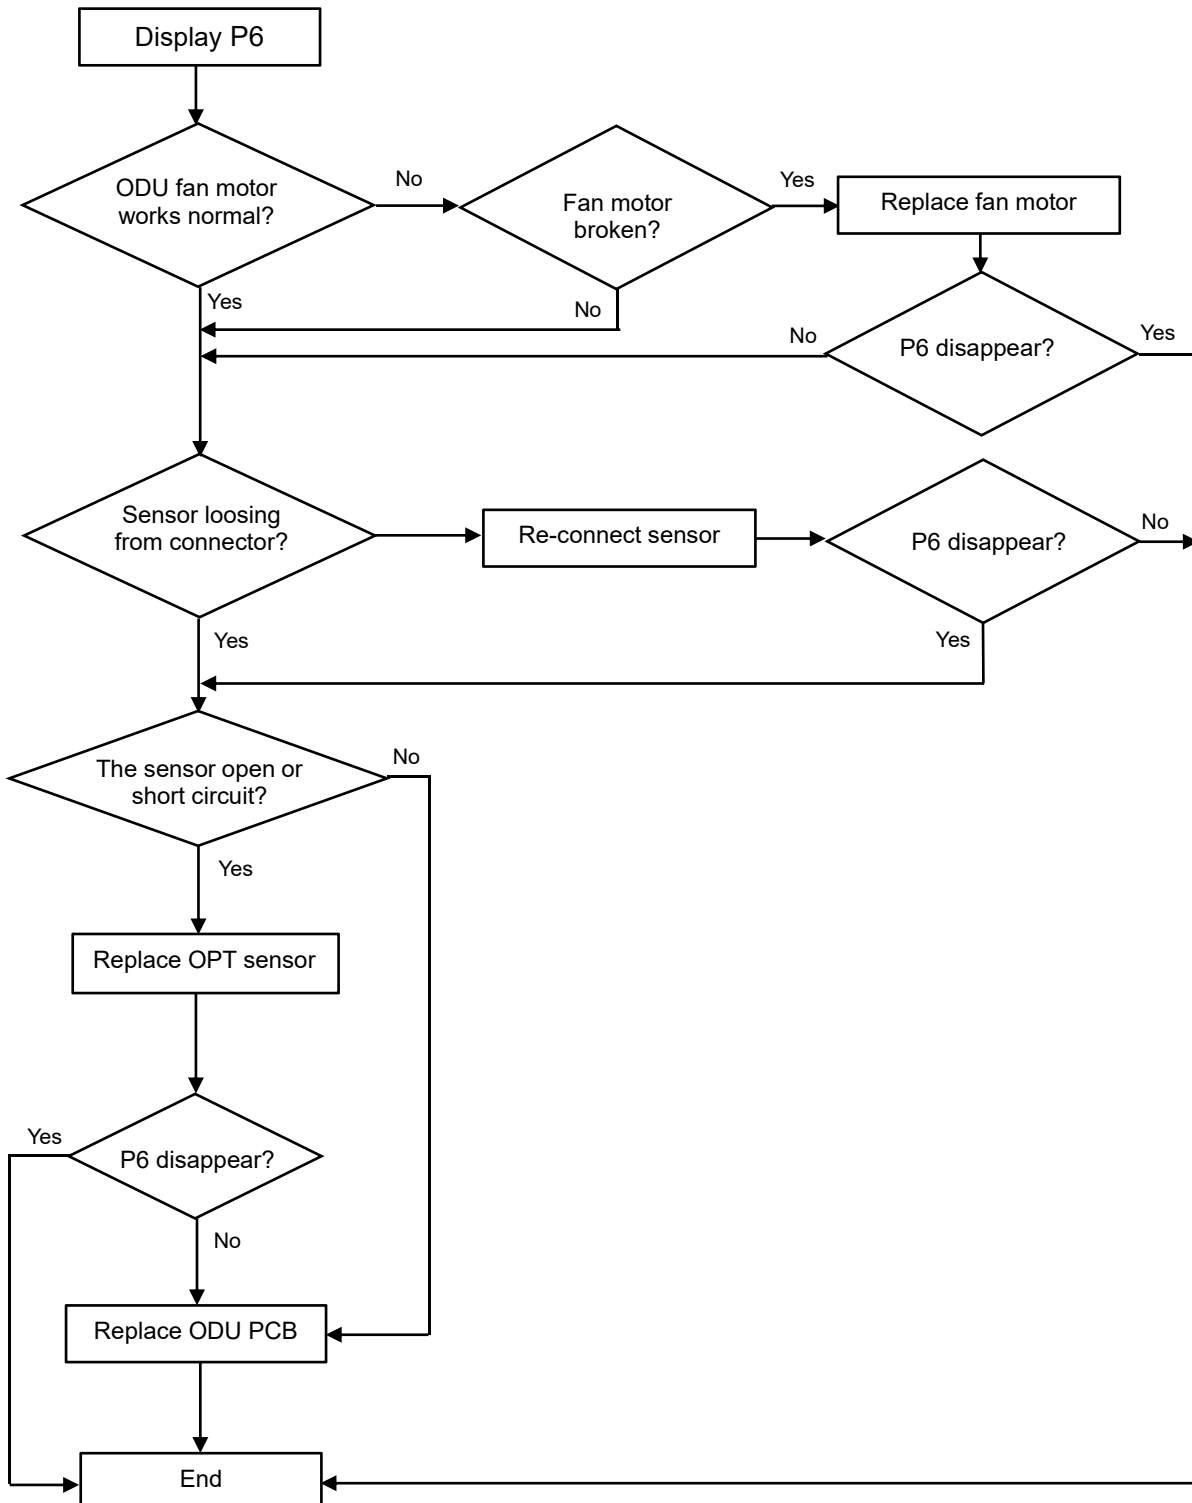 Display P6
ODU fan motor
works normal?
No
Fan motor
broken?
Yes
Replace fan motor
Yes
No
No
P6 disappear?
Yes
Sensor loosing
from connector?
Re-connect sensor
P6 disappear?
No
Yes
Yes
The sensor open or
short circuit?
No
Yes
Replace OPT sensor
Yes
P6 disappear?
No
Replace ODU PCB
End